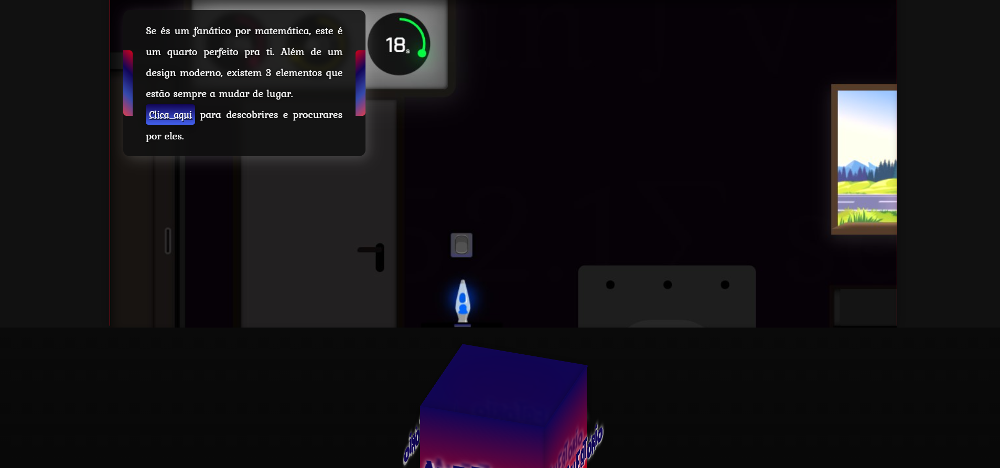 Se és um fanático por matemática, este é
um quarto perfeito pra ti. Além de um
design moderno, existem 3 elementos que
estão sempre a mudar de lugar.
Clica aqui para descobrires e procurares
por eles.
18s